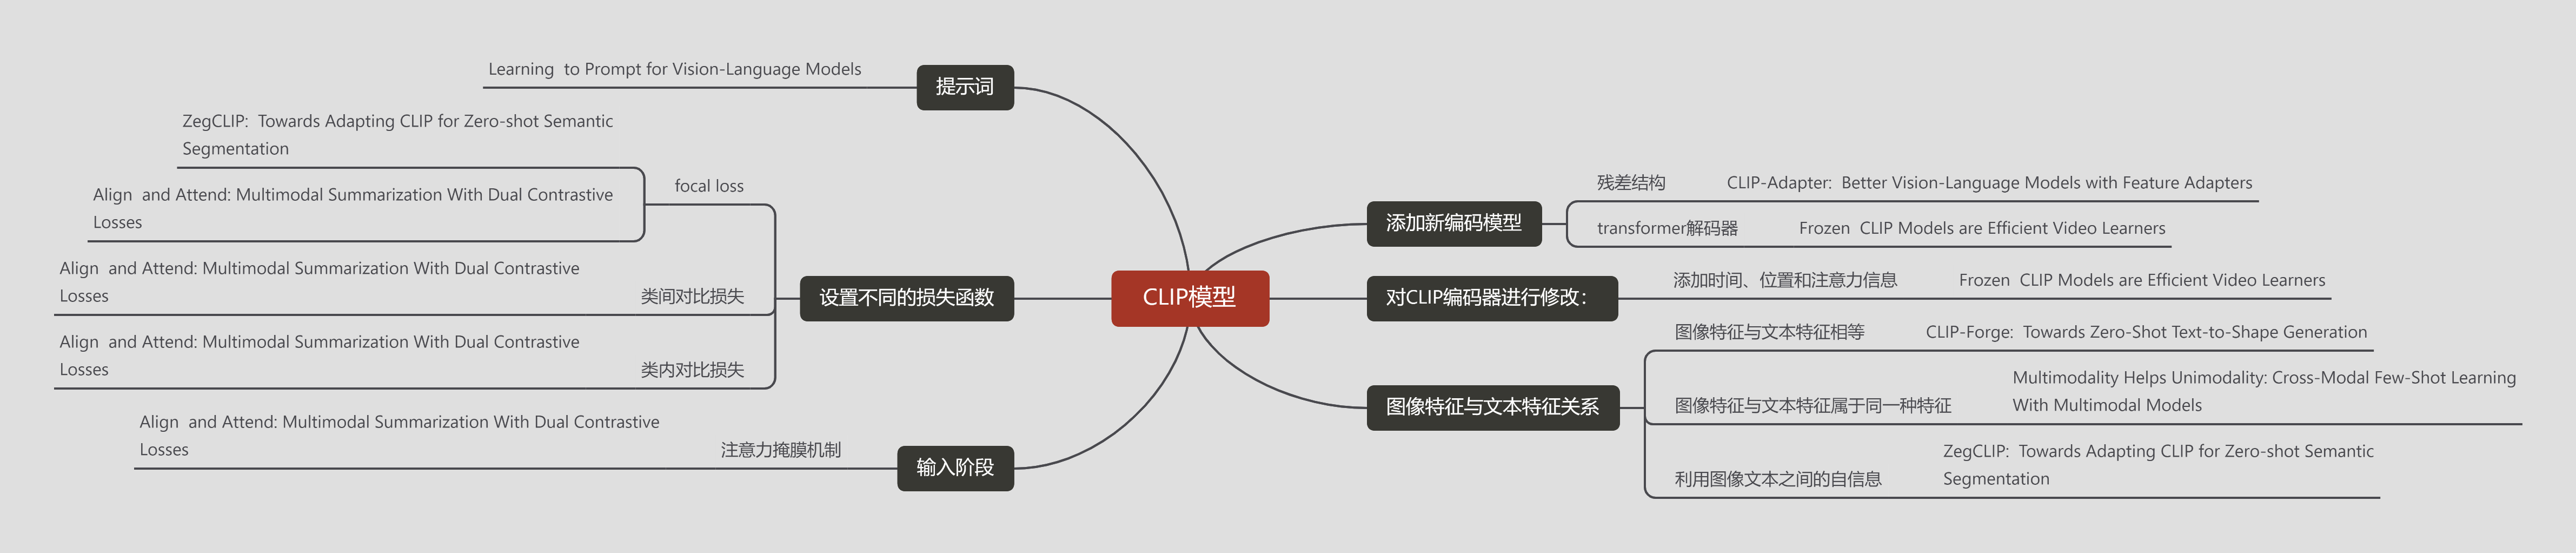 Learning  to Prompt for Vision-Language Models
提示词
ZegCLIP:  Towards Adapting CLIP for Zero-shot Semantic
Segmentation
Align  and Attend: Multimodal Summarization With Dual Contrastive
Losses
focal loss
Align  and Attend: Multimodal Summarization With Dual Contrastive
Losses
类间对比损失
Align  and Attend: Multimodal Summarization With Dual Contrastive
Losses
类内对比损失
设置不同的损失函数
Align  and Attend: Multimodal Summarization With Dual Contrastive
Losses
注意力掩膜机制
输入阶段
CLIP模型
添加新编码模型
残差结构
CLIP-Adapter:  Better Vision-Language Models with Feature Adapters
transformer解码器
Frozen  CLIP Models are Efficient Video Learners
对CLIP编码器进行修改：
添加时间、位置和注意力信息
Frozen  CLIP Models are Efficient Video Learners
图像特征与文本特征关系
图像特征与文本特征相等
CLIP-Forge:  Towards Zero-Shot Text-to-Shape Generation
图像特征与文本特征属于同一种特征
Multimodality Helps Unimodality: Cross-Modal Few-Shot Learning
With Multimodal Models
利用图像文本之间的自信息
ZegCLIP:  Towards Adapting CLIP for Zero-shot Semantic
Segmentation